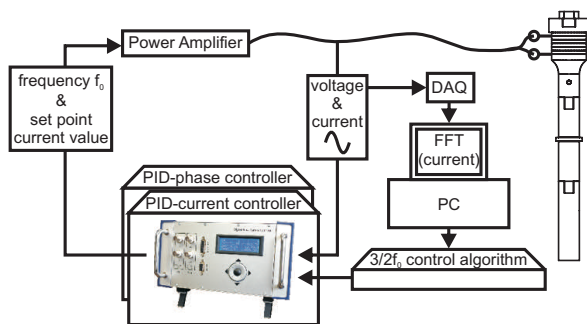 Power Amplifier
frequency f₀
&
set point
current value
voltage
&
current
DAQ
FFT
(current)
PC
PID-phase controller
PID-current controller
3/2f₀ control algorithm